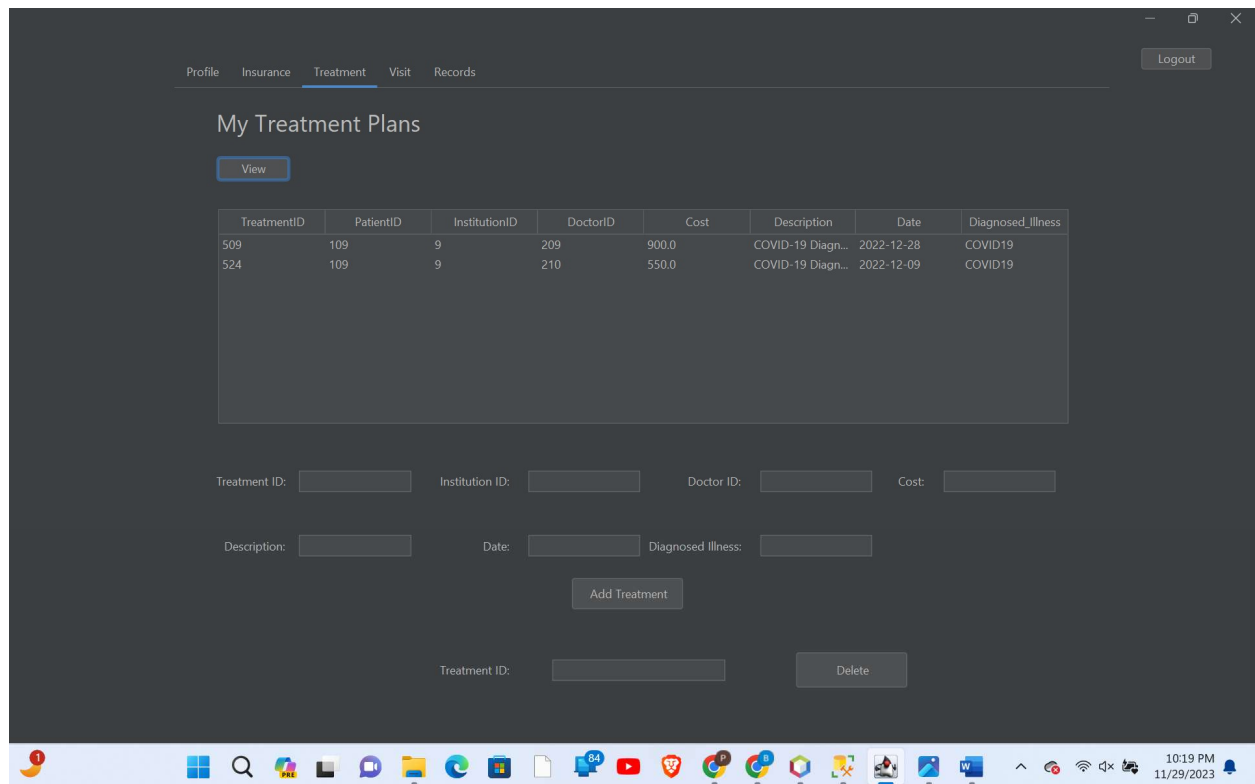 Logout
Profile Insurance Treatment Visit Records
My Treatment Plans
View
TreatmentID PatientID InstitutionID DoctorID Cost Description Date Diagnosed_Illness
509 109 9 209 900.0 COVID-19 Diagn... 2022-12-28 COVID19
524 109 9 210 550.0 COVID-19 Diagn... 2022-12-09 COVID19
Treatment ID: Institution ID: Doctor ID: Cost:
Description: Date: Diagnosed Illness:
Add Treatment
Treatment ID: Delete
1 PRE 84 P B W 10:19 PM
11/29/2023